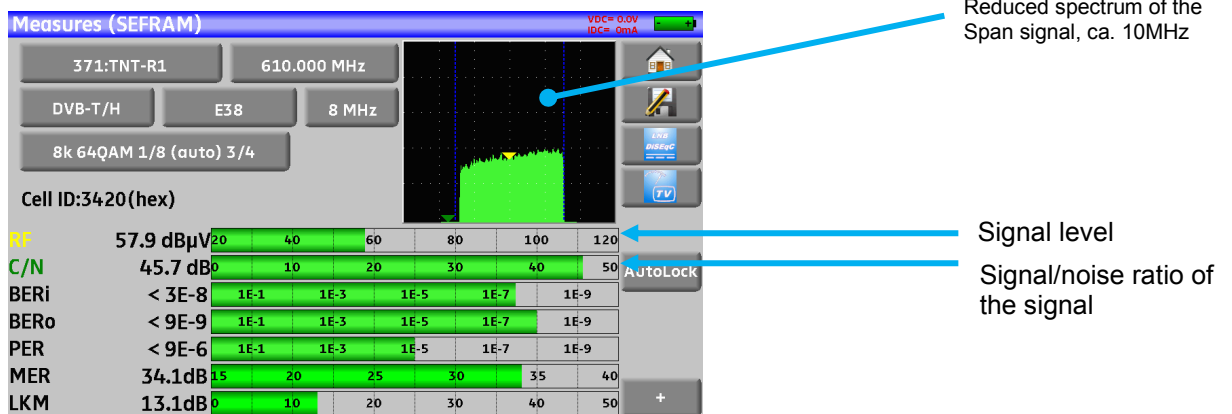 Reduced spectrum of the
Span signal, ca. 10MHz
Measures (SEFRAM)
VDC= 0.0V
IDC= 0mA
- +
371:TNT-R1
610.000 MHz
DVB-T/H
E38
8 MHz
8k 64QAM 1/8 (auto) 3/4
Cell ID:3420(hex)
LNB
DiSEqC
TV
RF 57.9 dBµV 20 40 60 80 100 120
Signal level
C/N 45.7 dB 0 10 20 30 40 50
AutoLock
Signal/noise ratio of
the signal
BERi < 3E-8 1E-1 1E-3 1E-5 1E-7 1E-9
BERo < 9E-9 1E-1 1E-3 1E-5 1E-7 1E-9
PER < 9E-6 1E-1 1E-3 1E-5 1E-7 1E-9
MER 34.1dB 15 20 25 30 35 40
LKM 13.1dB 0 10 20 30 40 50
+